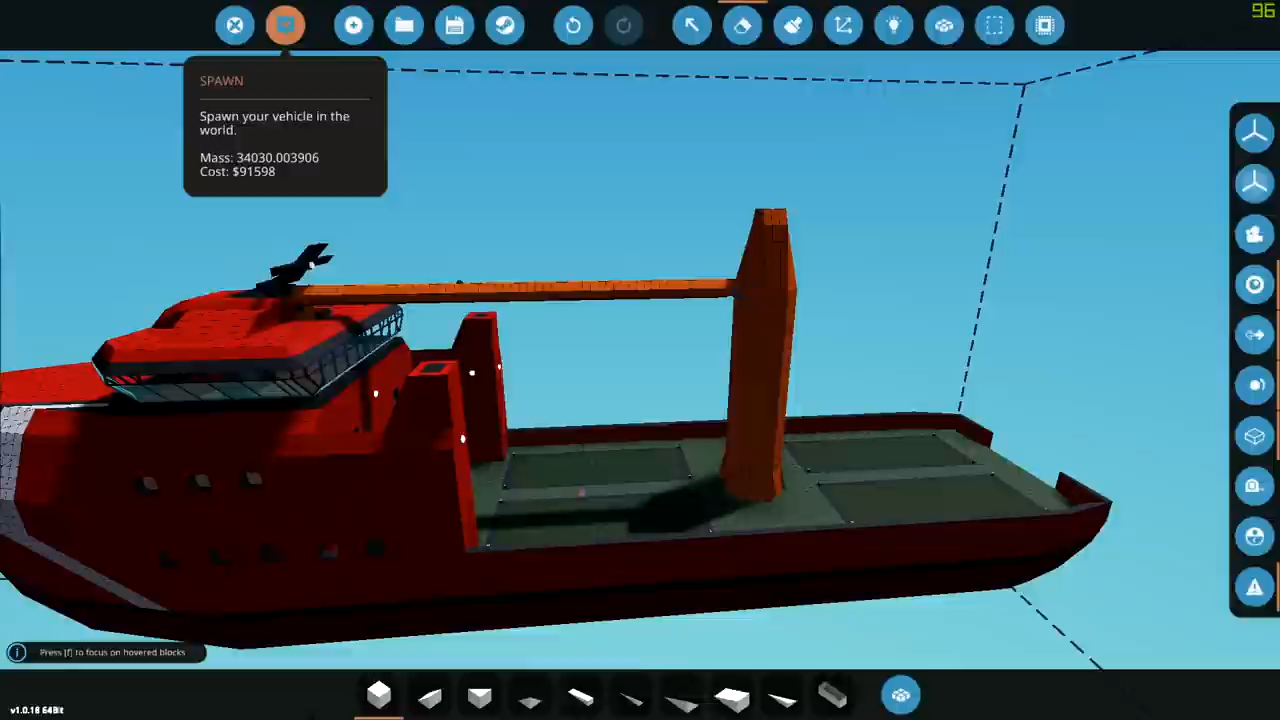 96
SPAWN
Spawn your vehicle in the
world.
Mass: 34030.003906
Cost: $91598
Press [f] to focus on hovered blocks
v1.0.18 64Bit